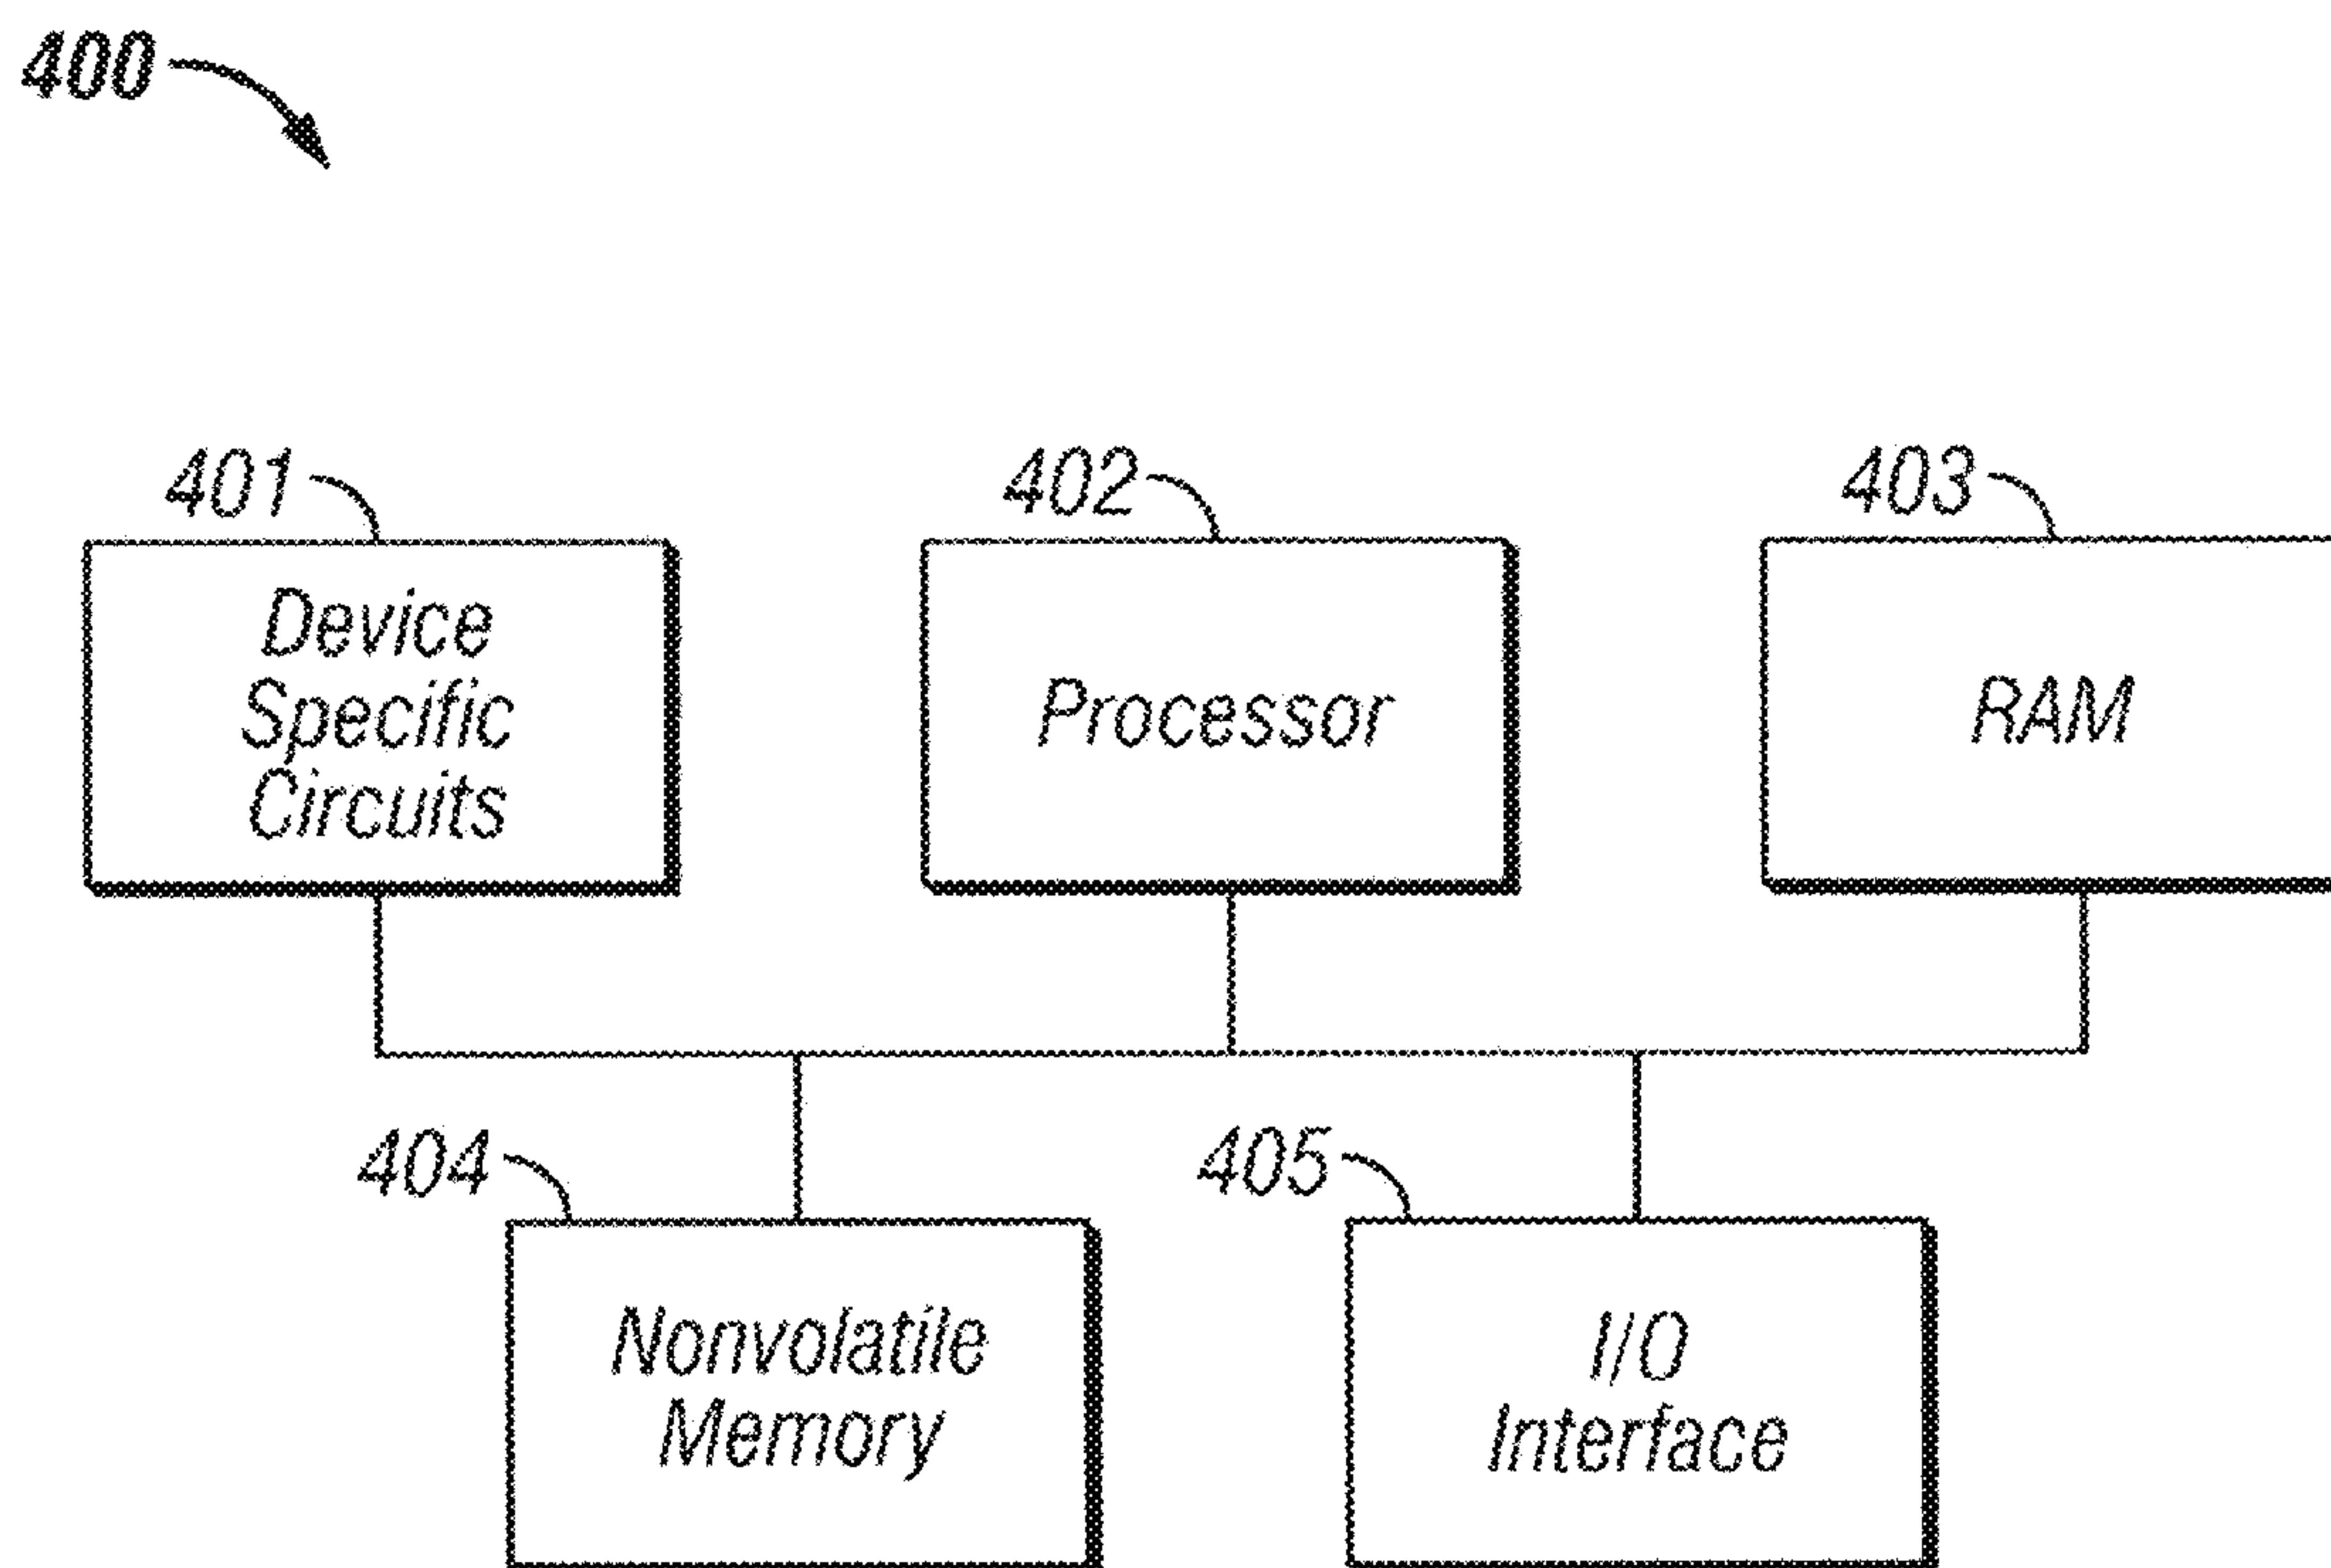 400
401
402
403
Device
Specific
Circuits
Processor
RAM
404
405
Nonvolatile
Memory
I/O
Interface